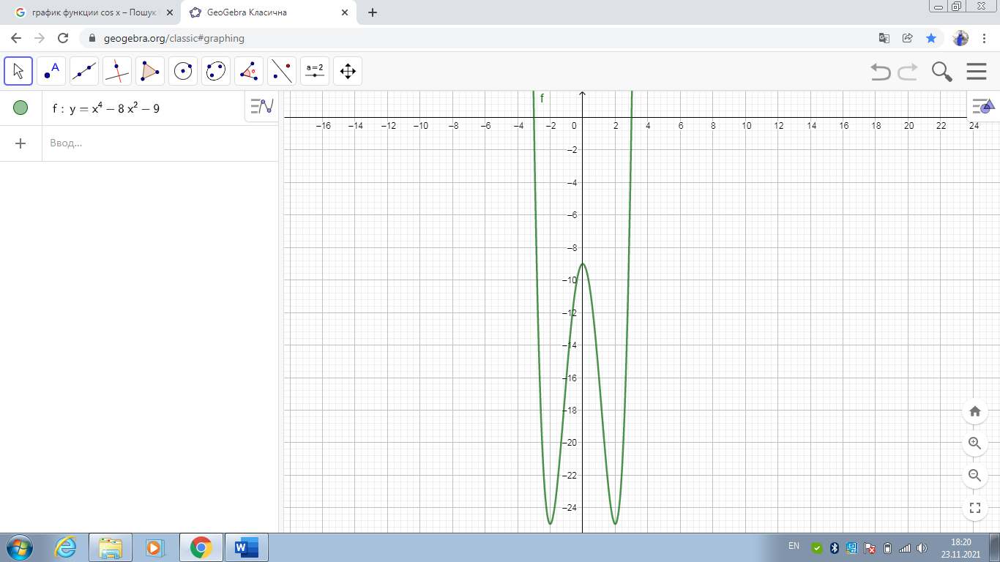 график функции cos x – Пошук
GeoGebra Класична
geogebra.org/classic#graphing
A
α
a=2
f : y = x⁴ – 8 x² – 9
Ввод...
f
–16 –14 –12 –10 –8 –6 –4 –2 0 2 4 6 8 10 12 14 16 18 20 22 24
–2
–4
–6
–8
–10
–12
–14
–16
–18
–20
–22
–24
W
EN
18:20
23.11.2021